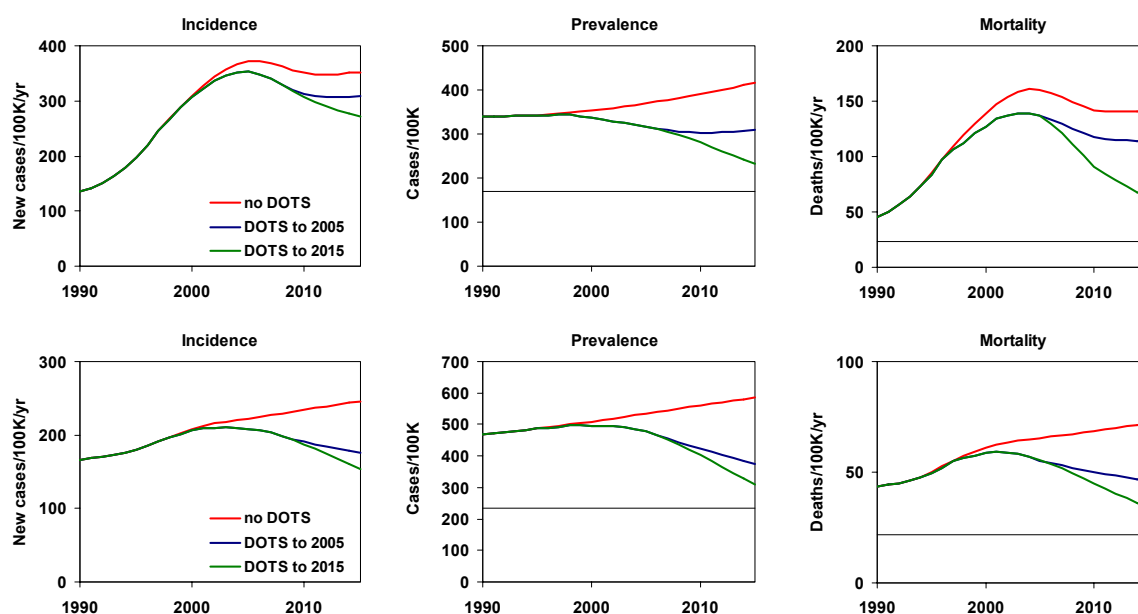 Incidence
New cases/100K/yr
400
300
200
100
0
no DOTS
DOTS to 2005
DOTS to 2015
1990 2000 2010
Prevalence
Cases/100K
500
400
300
200
100
0
1990 2000 2010
Mortality
Deaths/100K/yr
200
150
100
50
0
1990 2000 2010
Incidence
New cases/100K/yr
300
200
100
0
no DOTS
DOTS to 2005
DOTS to 2015
1990 2000 2010
Prevalence
Cases/100K
700
600
500
400
300
200
100
0
1990 2000 2010
Mortality
Deaths/100K/yr
100
50
0
1990 2000 2010